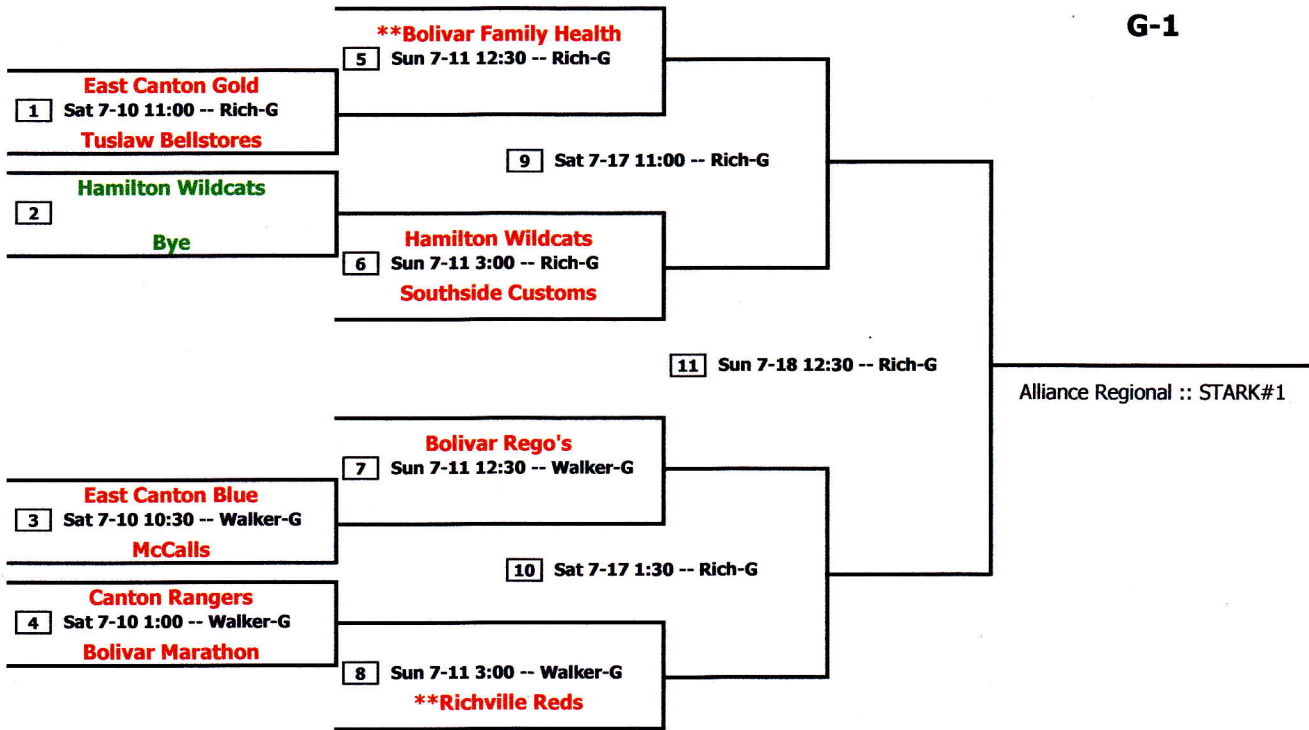 G-1
**Bolivar Family Health
5 Sun 7-11 12:30 -- Rich-G
East Canton Gold
1 Sat 7-10 11:00 -- Rich-G
Tuslaw Bellstores
9 Sat 7-17 11:00 -- Rich-G
Hamilton Wildcats
2
Bye
Hamilton Wildcats
6 Sun 7-11 3:00 -- Rich-G
Southside Customs
11 Sun 7-18 12:30 -- Rich-G
Alliance Regional :: STARK#1
Bolivar Rego's
7 Sun 7-11 12:30 -- Walker-G
East Canton Blue
3 Sat 7-10 10:30 -- Walker-G
McCalls
10 Sat 7-17 1:30 -- Rich-G
Canton Rangers
4 Sat 7-10 1:00 -- Walker-G
Bolivar Marathon
8 Sun 7-11 3:00 -- Walker-G
**Richville Reds